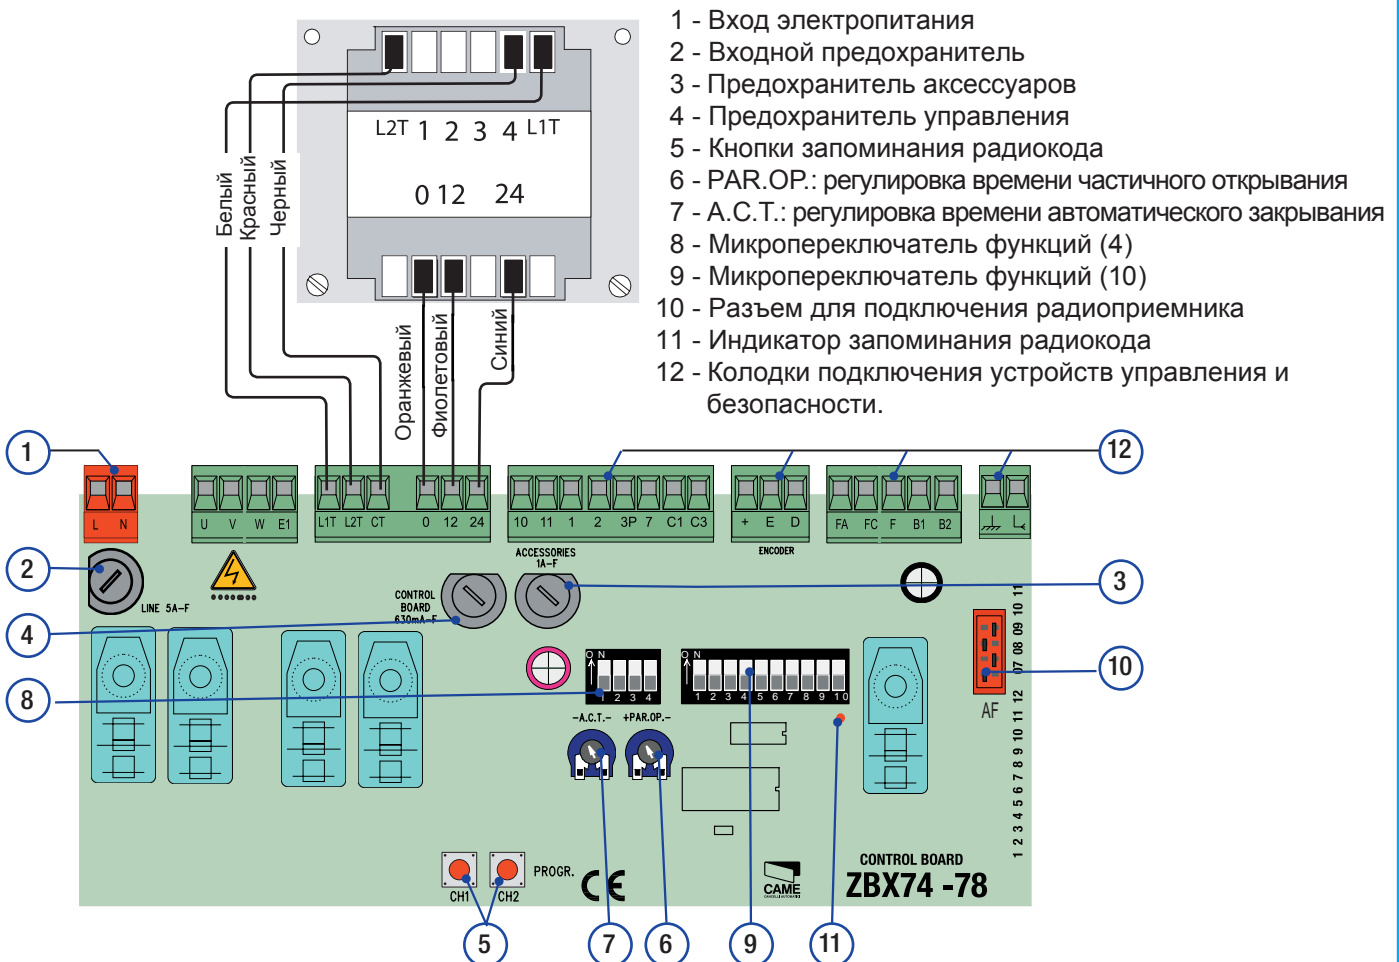 1 - Вход электропитания
2 - Входной предохранитель
3 - Предохранитель аксессуаров
4 - Предохранитель управления
5 - Кнопки запоминания радиокода
6 - PAR.OP.: регулировка времени частичного открывания
7 - A.C.T.: регулировка времени автоматического закрывания
8 - Микропереключатель функций (4)
9 - Микропереключатель функций (10)
10 - Разъем для подключения радиоприемника
11 - Индикатор запоминания радиокода
12 - Колодки подключения устройств управления и
безопасности.
L2T 1 2 3 4 L1T
0 12 24
Белый
Красный
Черный
Оранжевый
Фиолетовый
Синий
1
12
L N
U V W E1
L1T L2T CT
0 12 24
10 11 1 2 3P 7 C1 C3
+ E D
FA FC F B1 B2
ENCODER
ACCESSORIES
1A-F
2
LINE 5A-F
CONTROL
BOARD
630mA-F
3
4
8
ON
1 2 3 4
ON
1 2 3 4 5 6 7 8 9 10
10
AF
-A.C.T.- +PAR.OP.-
1 2 3 4 5 6 7 8 9 10 11 12 07 08 09 10 11
CH1 CH2
PROGR.
CE
CAME
CANCELLI AUTOMATICI
CONTROL BOARD
ZBX74 -78
5
7
6
9
11